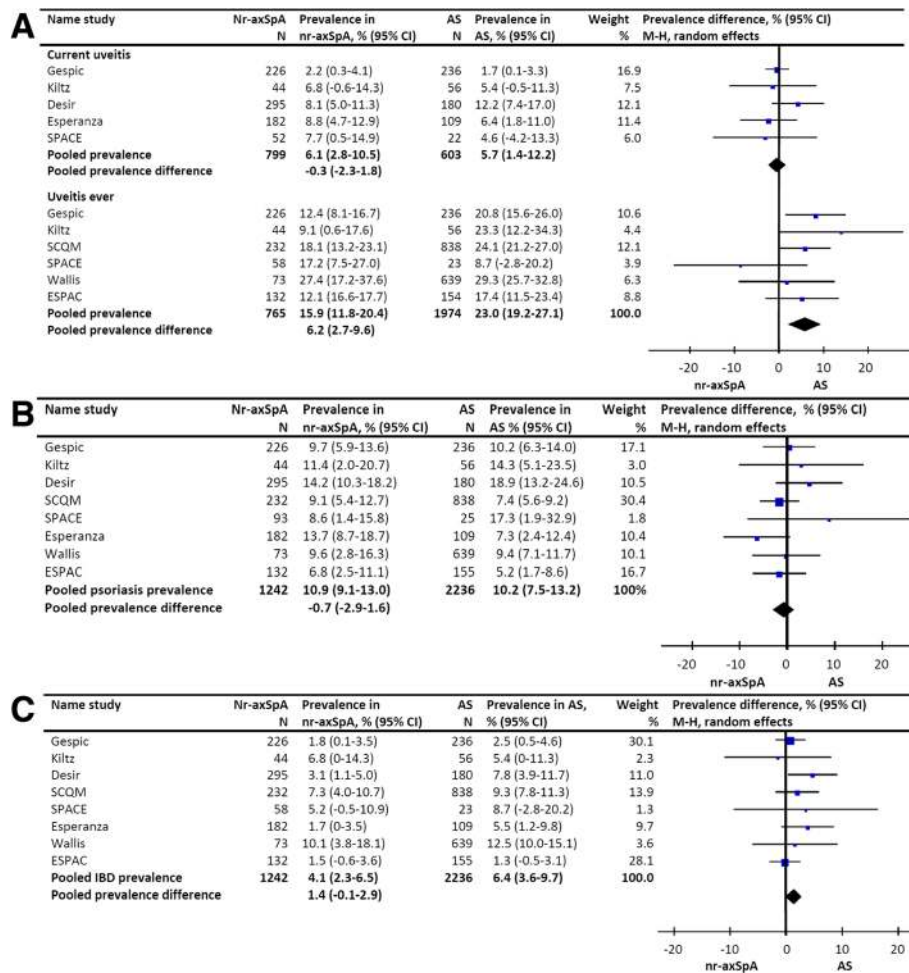 A
Name study Nr-axSpA Prevalence in AS Prevalence in Weight Prevalence difference, % (95% CI)
N nr-axSpA, % (95% CI) N AS, % (95% CI) % M-H, random effects
Current uveitis
Gespic 226 2.2 (0.3-4.1) 236 1.7 (0.1-3.3) 16.9
Kiltz 44 6.8 (-0.6-14.3) 56 5.4 (-0.5-11.3) 7.5
Desir 295 8.1 (5.0-11.3) 180 12.2 (7.4-17.0) 12.1
Esperanza 182 8.8 (4.7-12.9) 109 6.4 (1.8-11.0) 11.4
SPACE 52 7.7 (0.5-14.9) 22 4.6 (-4.2-13.3) 6.0
Pooled prevalence 799 6.1 (2.8-10.5) 603 5.7 (1.4-12.2)
Pooled prevalence difference -0.3 (-2.3-1.8)
Uveitis ever
Gespic 226 12.4 (8.1-16.7) 236 20.8 (15.6-26.0) 10.6
Kiltz 44 9.1 (0.6-17.6) 56 23.3 (12.2-34.3) 4.4
SCQM 232 18.1 (13.2-23.1) 838 24.1 (21.2-27.0) 12.1
SPACE 58 17.2 (7.5-27.0) 23 8.7 (-2.8-20.2) 3.9
Wallis 73 27.4 (17.2-37.6) 639 29.3 (25.7-32.8) 6.3
ESPAC 132 12.1 (16.6-17.7) 154 17.4 (11.5-23.4) 8.8
Pooled prevalence 765 15.9 (11.8-20.4) 1974 23.0 (19.2-27.1) 100.0
Pooled prevalence difference 6.2 (2.7-9.6)
-20 -10 0 10 20
nr-axSpA AS
B
Name study Nr-axSpA Prevalence in AS Prevalence in Weight Prevalence difference, % (95% CI)
N nr-axSpA, % (95% CI) N AS % (95% CI) % M-H, random effects
Gespic 226 9.7 (5.9-13.6) 236 10.2 (6.3-14.0) 17.1
Kiltz 44 11.4 (2.0-20.7) 56 14.3 (5.1-23.5) 3.0
Desir 295 14.2 (10.3-18.2) 180 18.9 (13.2-24.6) 10.5
SCQM 232 9.1 (5.4-12.7) 838 7.4 (5.6-9.2) 30.4
SPACE 93 8.6 (1.4-15.8) 25 17.3 (1.9-32.9) 1.8
Esperanza 182 13.7 (8.7-18.7) 109 7.3 (2.4-12.4) 10.4
Wallis 73 9.6 (2.8-16.3) 639 9.4 (7.1-11.7) 10.1
ESPAC 132 6.8 (2.5-11.1) 155 5.2 (1.7-8.6) 16.7
Pooled psoriasis prevalence 1242 10.9 (9.1-13.0) 2236 10.2 (7.5-13.2) 100%
Pooled prevalence difference -0.7 (-2.9-1.6)
-20 -10 0 10 20
nr-axSpA AS
C
Name study Nr-axSpA Prevalence in AS Prevalence in AS, Weight Prevalence difference, % (95% CI)
N nr-axSpA, % (95% CI) N % (95% CI) % M-H, random effects
Gespic 226 1.8 (0.1-3.5) 236 2.5 (0.5-4.6) 30.1
Kiltz 44 6.8 (0-14.3) 56 5.4 (0-11.3) 2.3
Desir 295 3.1 (1.1-5.0) 180 7.8 (3.9-11.7) 11.0
SCQM 232 7.3 (4.0-10.7) 838 9.3 (7.8-11.3) 13.9
SPACE 58 5.2 (-0.5-10.9) 23 8.7 (-2.8-20.2) 1.3
Esperanza 182 1.7 (0-3.5) 109 5.5 (1.2-9.8) 9.7
Wallis 73 10.1 (3.8-18.1) 639 12.5 (10.0-15.1) 3.6
ESPAC 132 1.5 (-0.6-3.6) 155 1.3 (-0.5-3.1) 28.1
Pooled IBD prevalence 1242 4.1 (2.3-6.5) 2236 6.4 (3.6-9.7) 100.0
Pooled prevalence difference 1.4 (-0.1-2.9)
-20 -10 0 10 20
nr-axSpA AS